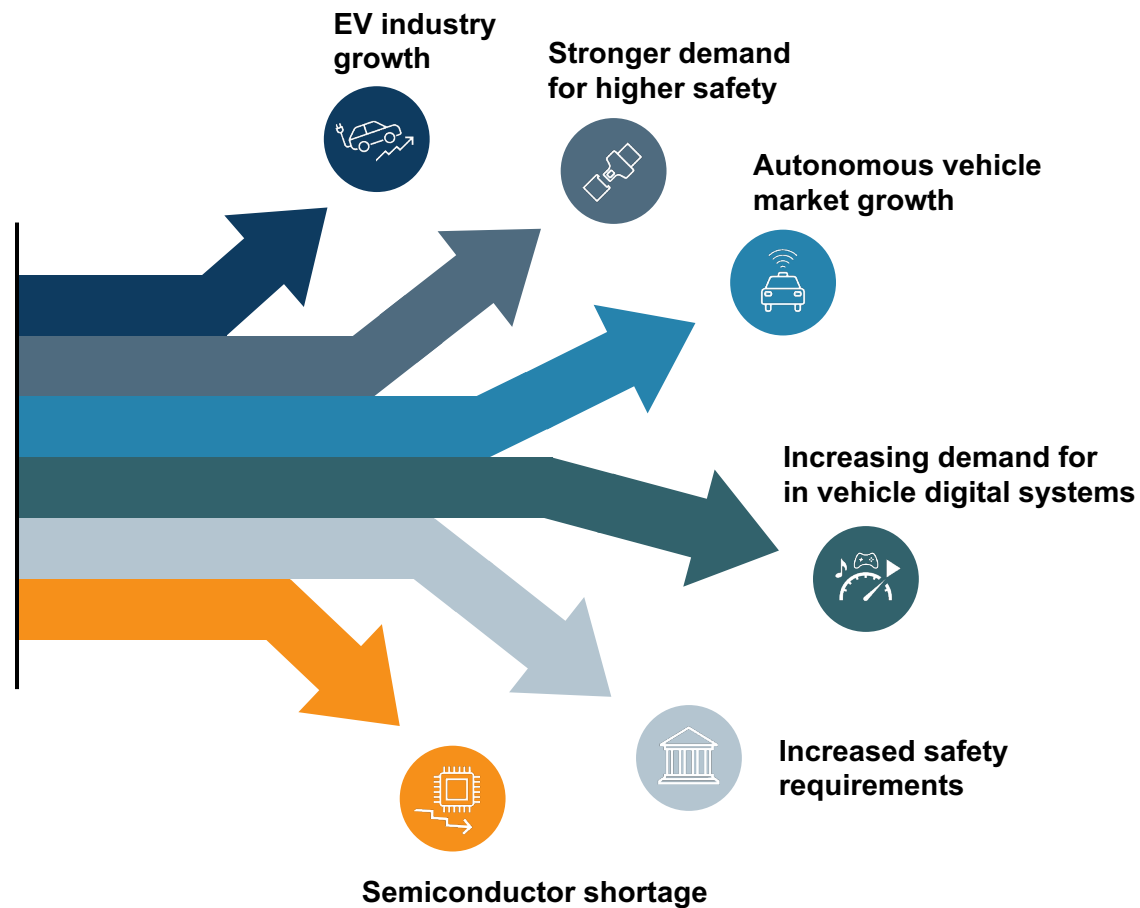 EV industry
growth
Stronger demand
for higher safety
Autonomous vehicle
market growth
Increasing demand for
in vehicle digital systems
Increased safety
requirements
Semiconductor shortage